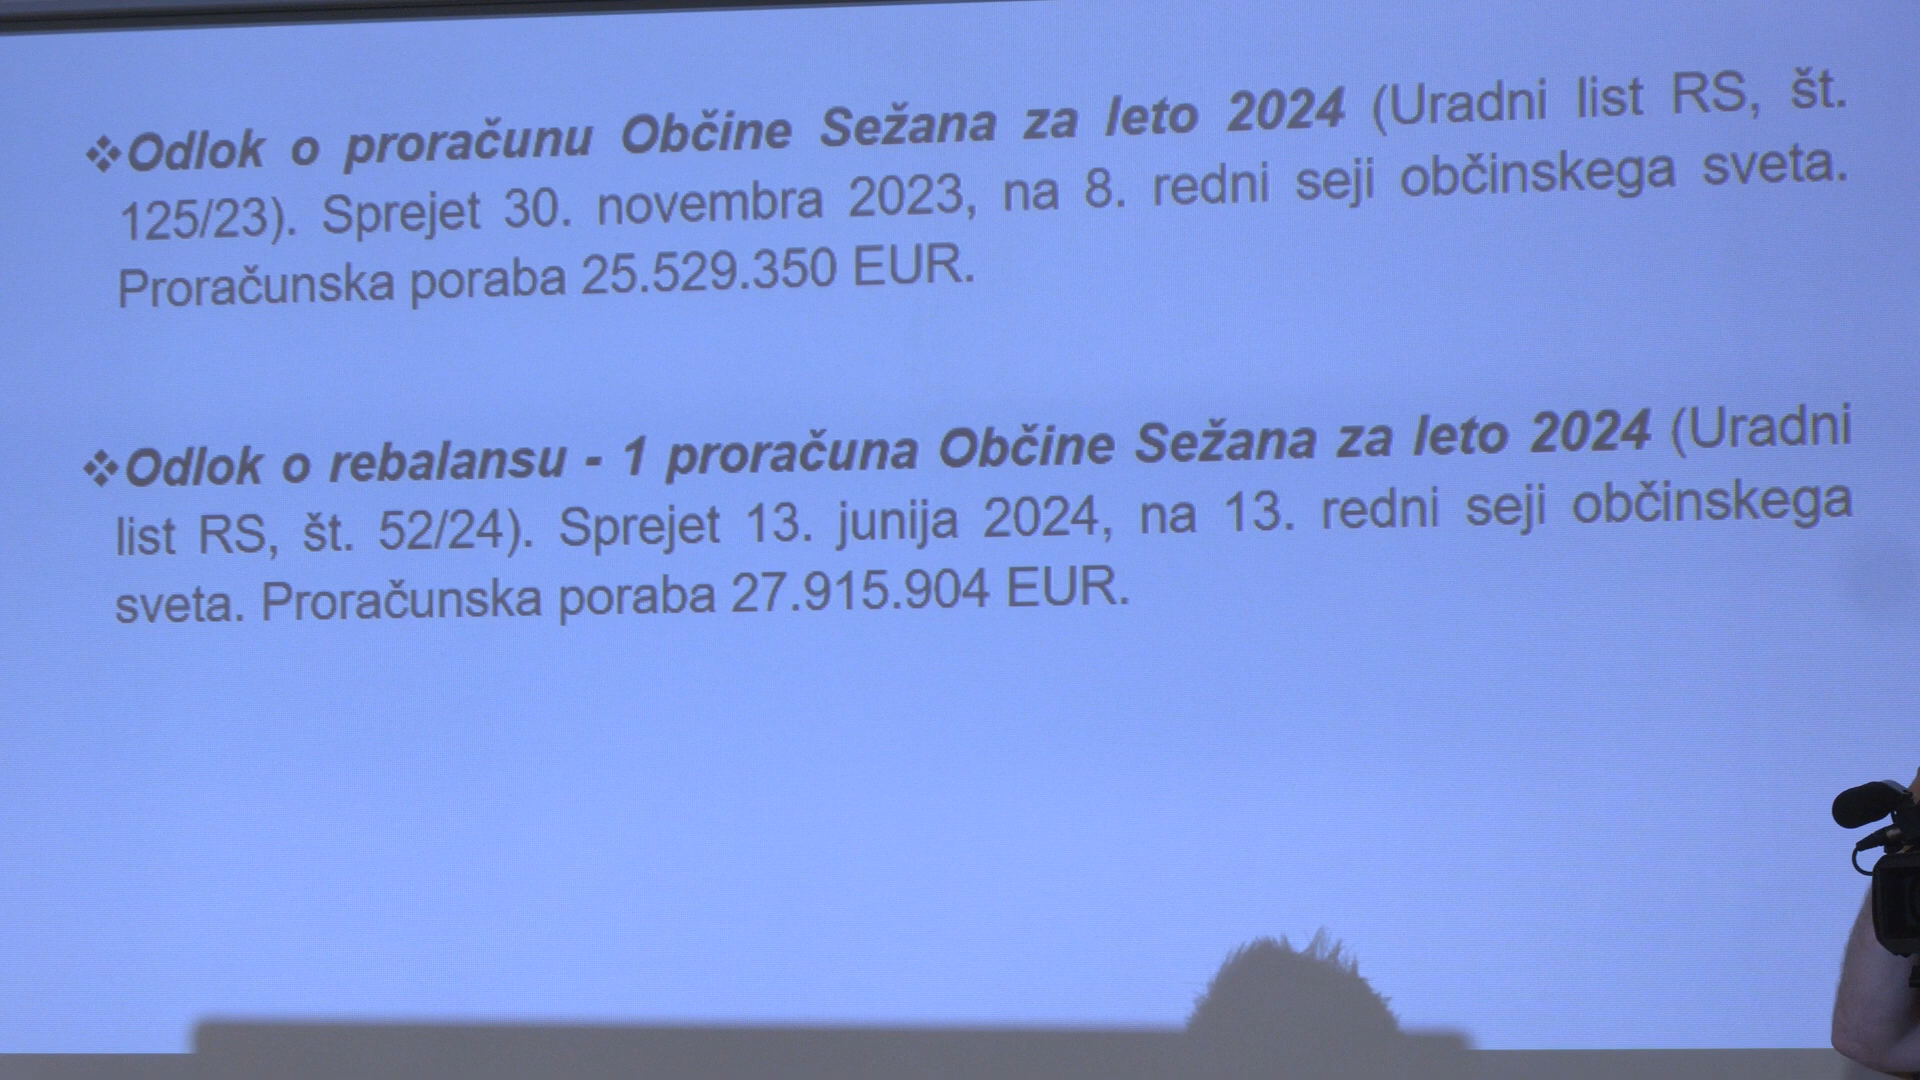 ❖Odlok o proračunu Občine Sežana za leto 2024 (Uradni list RS, št.
125/23). Sprejet 30. novembra 2023, na 8. redni seji občinskega sveta.
Proračunska poraba 25.529.350 EUR.
❖Odlok o rebalansu - 1 proračuna Občine Sežana za leto 2024 (Uradni
list RS, št. 52/24). Sprejet 13. junija 2024, na 13. redni seji občinskega
sveta. Proračunska poraba 27.915.904 EUR.